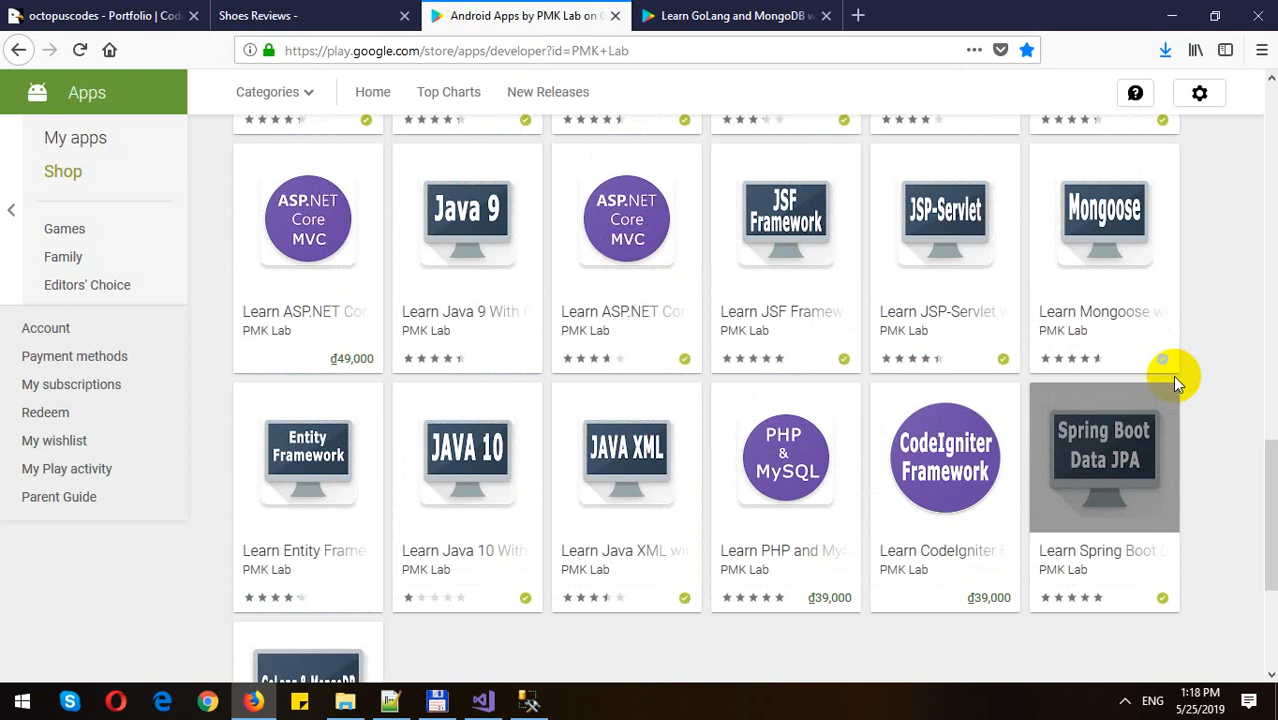 octopuscodes - Portfolio | Cod
Shoes Reviews -
Android Apps by PMK Lab on G
Learn GoLang and MongoDB w
https://play.google.com/store/apps/developer?id=PMK+Lab
Apps
Categories
Home
Top Charts
New Releases
My apps
Shop
Games
Family
Editors' Choice
Account
Payment methods
My subscriptions
Redeem
My wishlist
My Play activity
Parent Guide
ASP.NET
Core
MVC
Java 9
ASP.NET
Core
MVC
JSF
Framework
JSP-Servlet
Mongoose
Learn ASP.NET Cor
Learn Java 9 With
Learn ASP.NET Cor
Learn JSF Framew
Learn JSP-Servlet w
Learn Mongoose w
PMK Lab
PMK Lab
PMK Lab
PMK Lab
PMK Lab
PMK Lab
₫49,000
Entity
Framework
JAVA 10
JAVA XML
PHP
&
MySQL
CodeIgniter
Framework
Spring Boot
Data JPA
Learn Entity Frame
Learn Java 10 With
Learn Java XML wi
Learn PHP and MyS
Learn CodeIgniter F
Learn Spring Boot D
PMK Lab
PMK Lab
PMK Lab
PMK Lab
PMK Lab
PMK Lab
₫39,000
₫39,000
GoLang & MongoDB
ENG
1:18 PM
5/25/2019